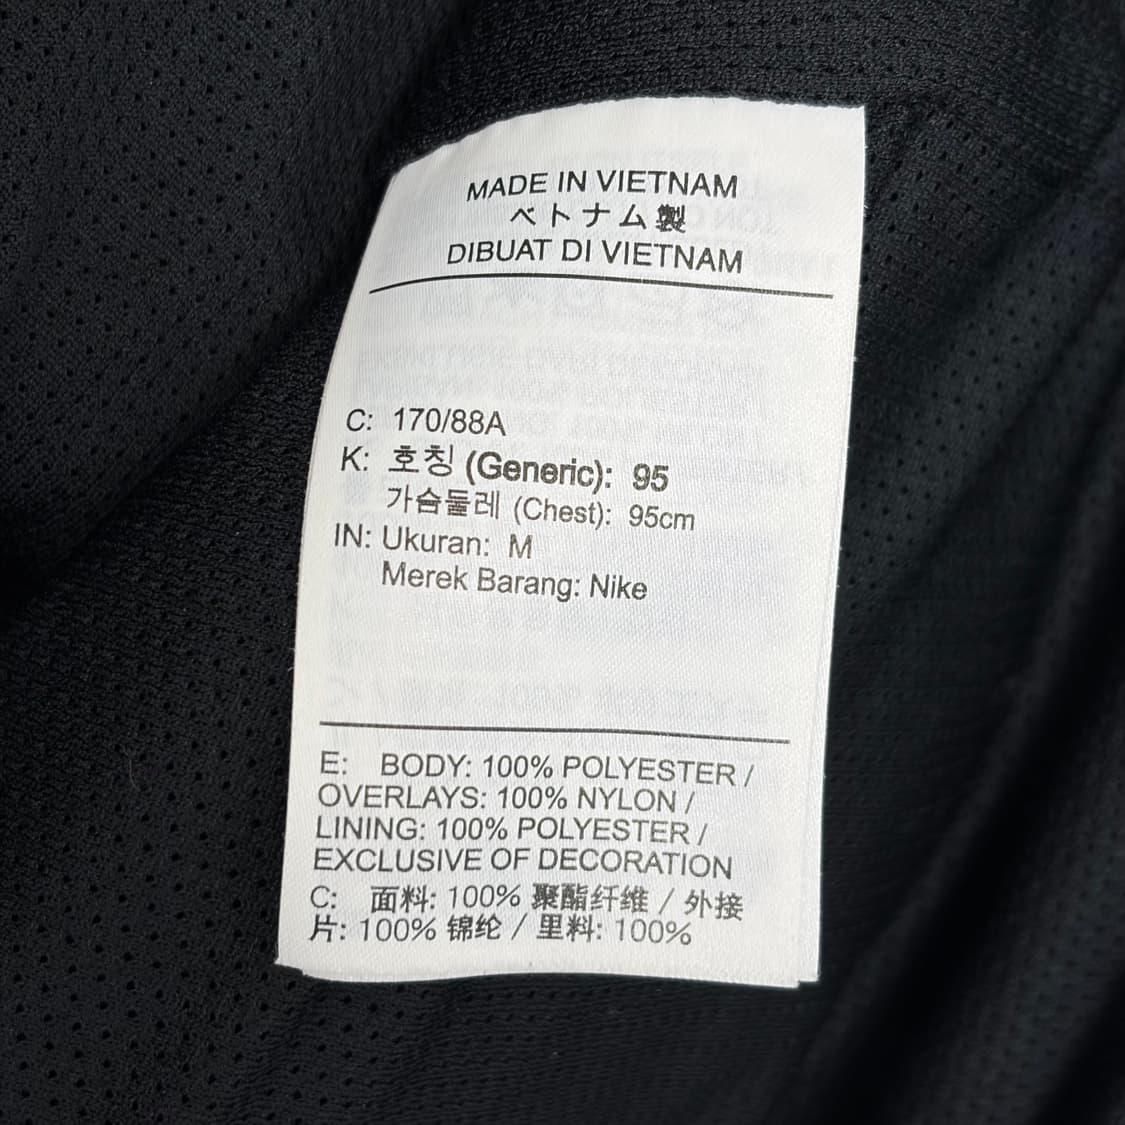 MADE IN VIETNAM
ベトナム製
DIBUAT DI VIETNAM
C: 170/88A
K: 호칭 (Generic): 95
가슴둘레 (Chest): 95cm
IN: Ukuran: M
Merek Barang: Nike
E: BODY: 100% POLYESTER /
OVERLAYS: 100% NYLON /
LINING: 100% POLYESTER /
EXCLUSIVE OF DECORATION
C: 面料: 100% 聚酯纤维 / 外接
片: 100% 锦纶 / 里料: 100%